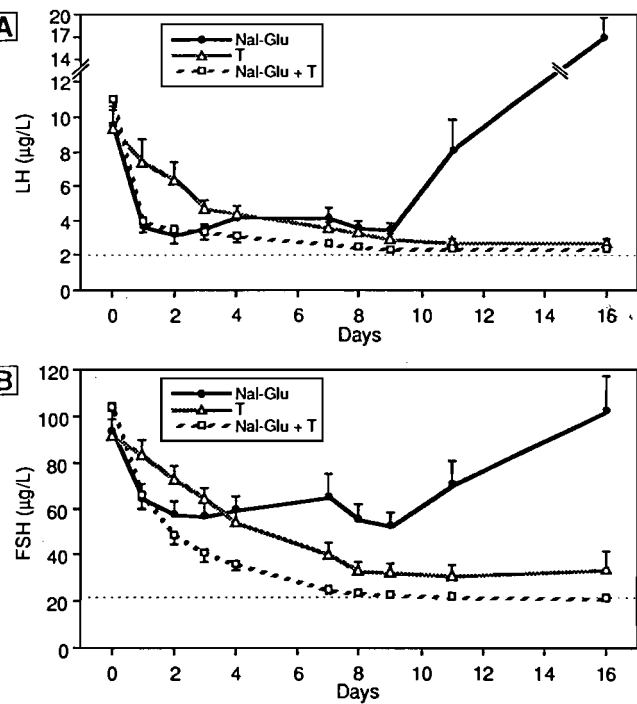 A
20
17
14
12
10
8
6
4
2
0
LH (µg/L)
Nal-Glu
T
Nal-Glu + T
0 2 4 6 8 10 12 14 16
Days
B
120
100
80
60
40
20
0
FSH (µg/L)
Nal-Glu
T
Nal-Glu + T
0 2 4 6 8 10 12 14 16
Days